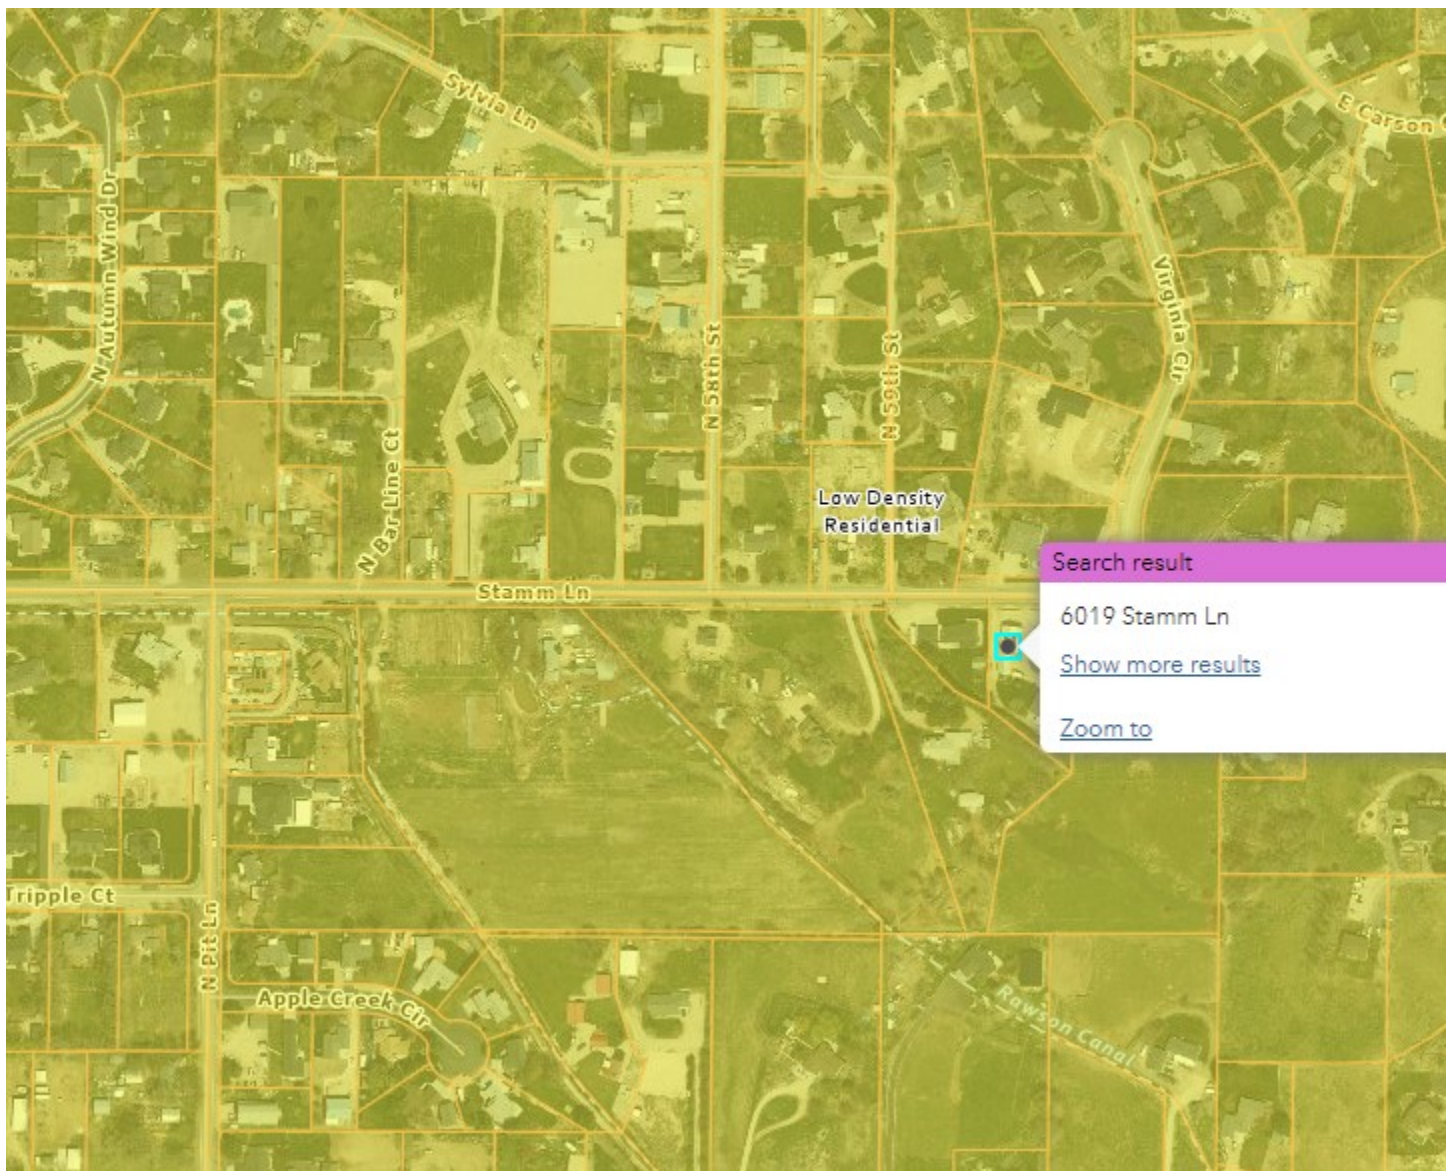 Sylvia Ln
E Carson
N Autumn Wind Dr
Virginia Cir
N 58th St
N 59th St
N Bar Line Ct
Low Density
Residential
Search result
Stamm Ln
6019 Stamm Ln
Show more results
Zoom to
Tripple Ct
N Pit Ln
Apple Creek Cir
Rawson Canal